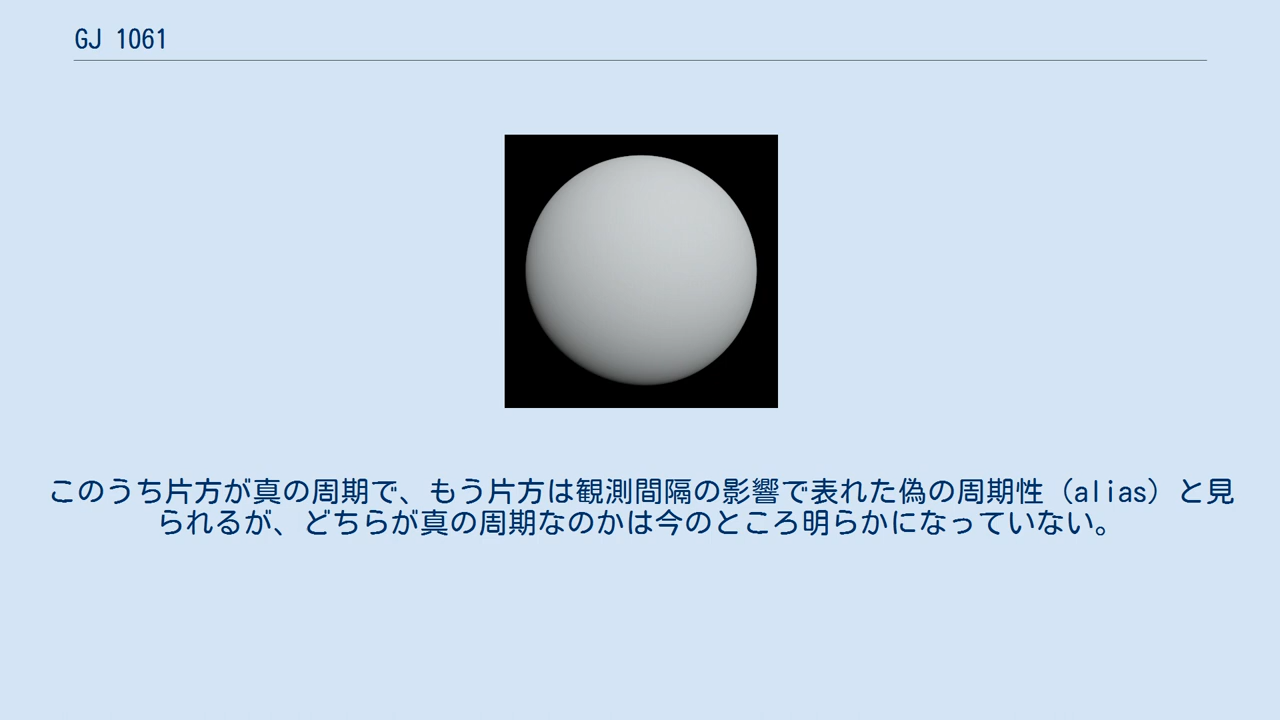 GJ 1061
このうち片方が真の周期で、もう片方は観測間隔の影響で表れた偽の周期性（alias）と見
られるが、どちらが真の周期なのかは今のところ明らかになっていない。